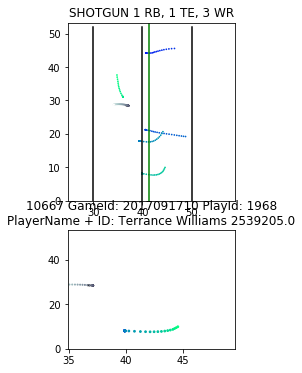 SHOTGUN 1 RB, 1 TE, 3 WR
50
40
30
20
10
0
30 40 50
10667 GameId: 2017091710 PlayId: 1968
PlayerName + ID: Terrance Williams 2539205.0
40
20
0
35 40 45